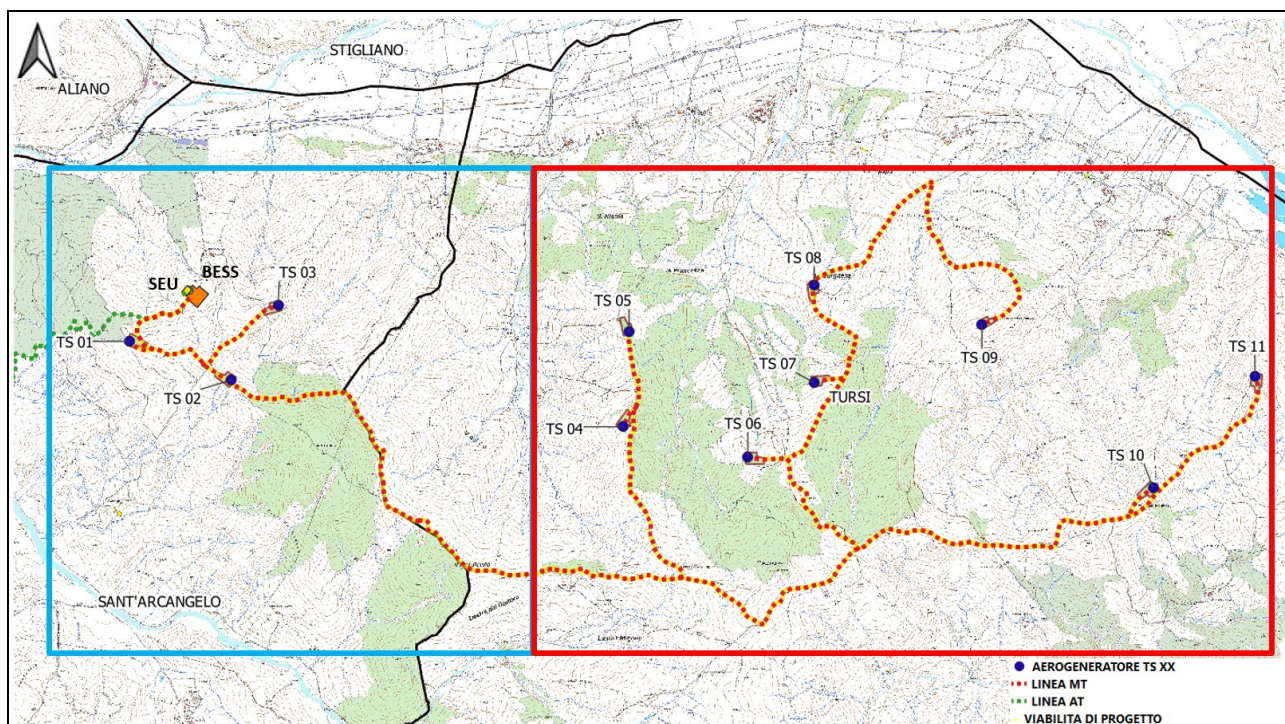 STIGLIANO
ALIANO
SEU
BESS
TS 03
TS 08
TS 05
TS 01
TS 09
TS 11
TS 07
TS 02
TURSI
TS 04
TS 06
TS 10
SANT'ARCANGELO
AEROGENERATORE TS XX
LINEA MT
LINEA AT
VIABILITA DI PROGETTO